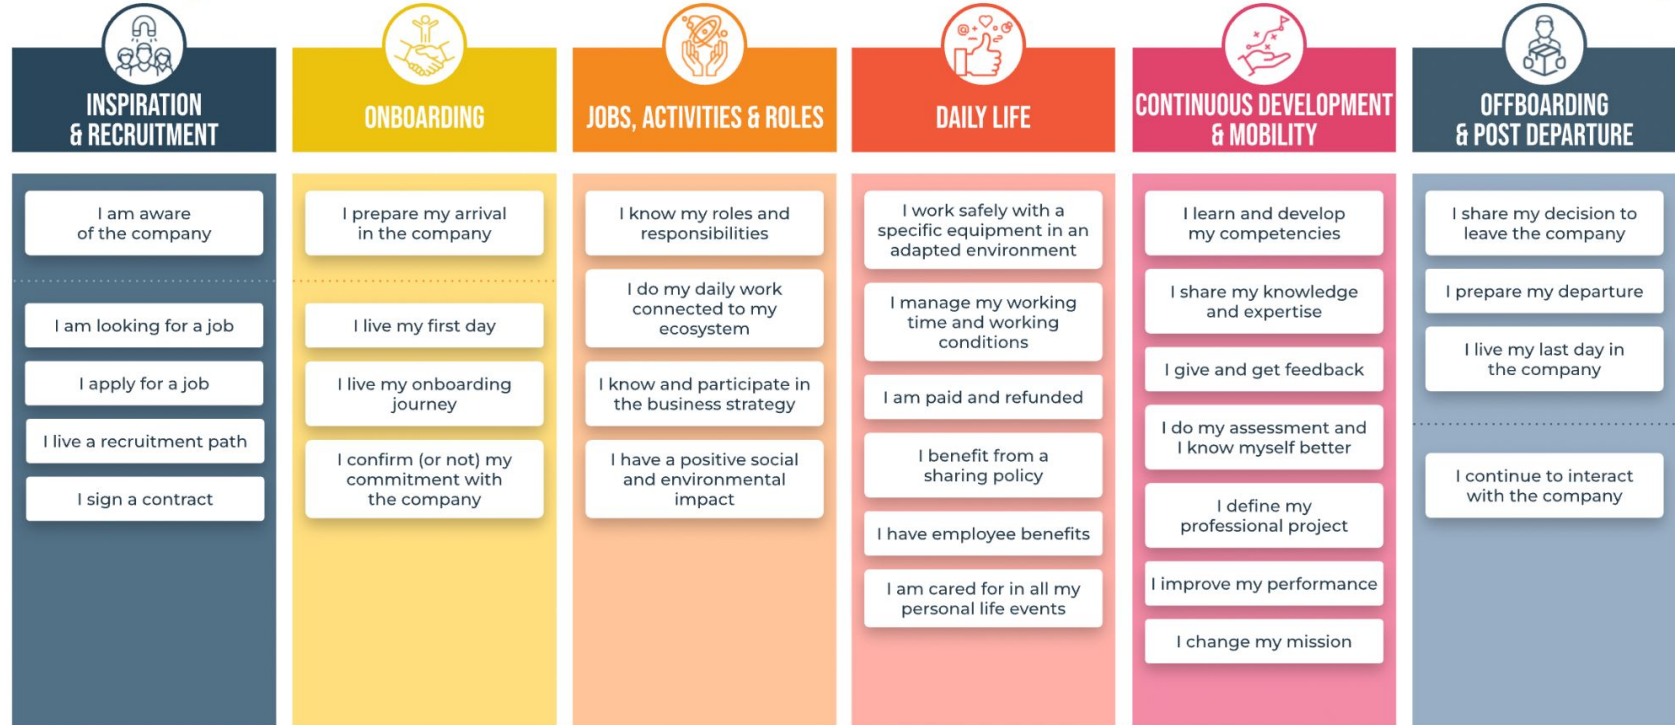 INSPIRATION
& RECRUITMENT
I am aware
of the company
I am looking for a job
I apply for a job
I live a recruitment path
I sign a contract
ONBOARDING
I prepare my arrival
in the company
I live my first day
I live my onboarding
journey
I confirm (or not) my
commitment with
the company
JOBS, ACTIVITIES & ROLES
I know my roles and
responsibilities
I do my daily work
connected to my
ecosystem
I know and participate in
the business strategy
I have a positive social
and environmental
impact
DAILY LIFE
I work safely with a
specific equipment in an
adapted environment
I manage my working
time and working
conditions
I am paid and refunded
I benefit from a
sharing policy
I have employee benefits
I am cared for in all my
personal life events
CONTINUOUS DEVELOPMENT
& MOBILITY
I learn and develop
my competencies
I share my knowledge
and expertise
I give and get feedback
I do my assessment and
I know myself better
I define my
professional project
I improve my performance
I change my mission
OFFBOARDING
& POST DEPARTURE
I share my decision to
leave the company
I prepare my departure
I live my last day in
the company
I continue to interact
with the company